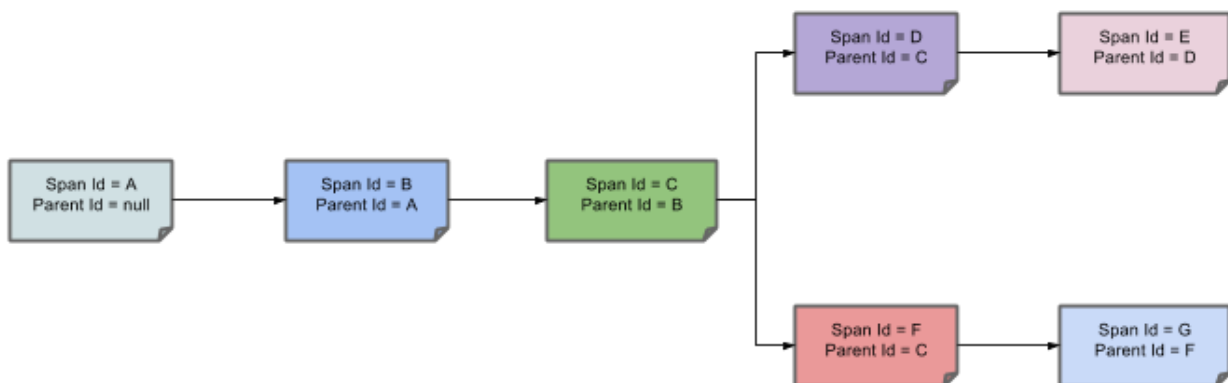 Span Id = D
Parent Id = C
Span Id = E
Parent Id = D
Span Id = A
Parent Id = null
Span Id = B
Parent Id = A
Span Id = C
Parent Id = B
Span Id = F
Parent Id = C
Span Id = G
Parent Id = F